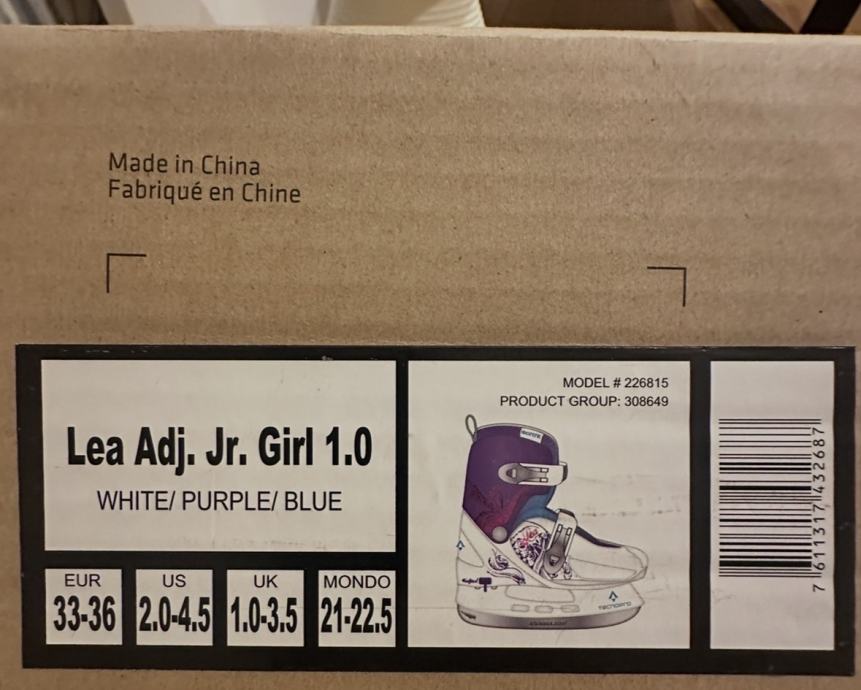 Made in China
Fabriqué en Chine
Lea Adj. Jr. Girl 1.0
WHITE/ PURPLE/ BLUE
EUR
33-36
US
2.0-4.5
UK
1.0-3.5
MONDO
21-22.5
MODEL # 226815
PRODUCT GROUP: 308649
TECNOPRO
7 611317 432687